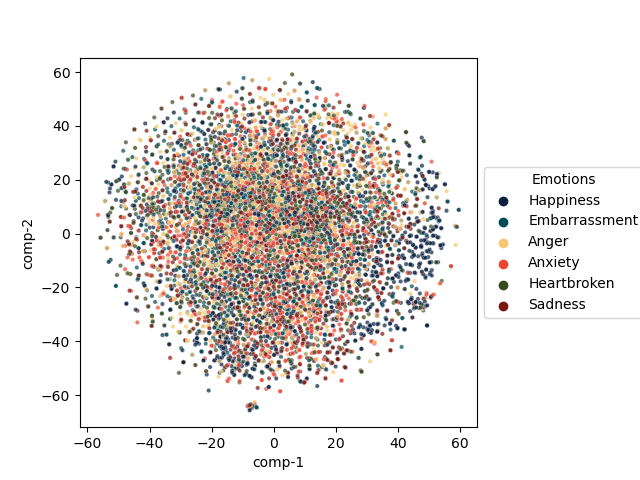 60
40
20
0
−20
−40
−60
comp-2
−60
−40
−20
0
20
40
60
comp-1
Emotions
Happiness
Embarrassment
Anger
Anxiety
Heartbroken
Sadness